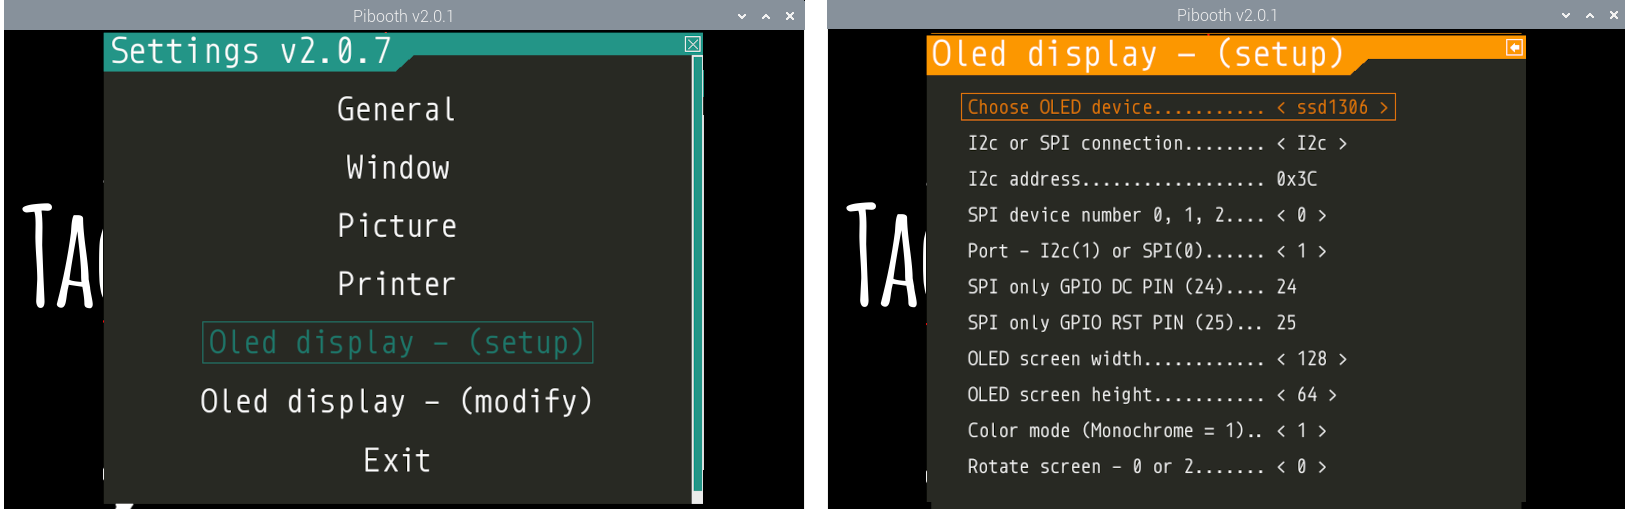 Pibooth v2.0.1
Settings v2.0.7
General
Window
Picture
Printer
Oled display – (setup)
Oled display – (modify)
Exit
TA
Pibooth v2.0.1
Oled display – (setup)
Choose OLED device........... < ssd1306 >
I2c or SPI connection........ < I2c >
I2c address.................. 0x3C
SPI device number 0, 1, 2.... < 0 >
Port – I2c(1) or SPI(0)...... < 1 >
SPI only GPIO DC PIN (24).... 24
SPI only GPIO RST PIN (25)... 25
OLED screen width............ < 128 >
OLED screen height........... < 64 >
Color mode (Monochrome = 1).. < 1 >
Rotate screen – 0 or 2....... < 0 >
TA